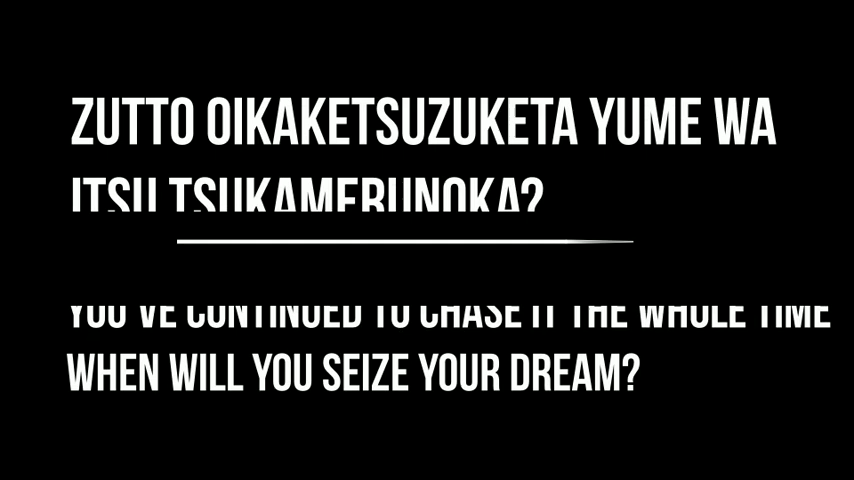 ZUTTO OIKAKETSUZUKETA YUME WA
ITSU TSUKAMERUNOKA?
YOU'VE CONTINUED TO CHASE IT THE WHOLE TIME
WHEN WILL YOU SEIZE YOUR DREAM?